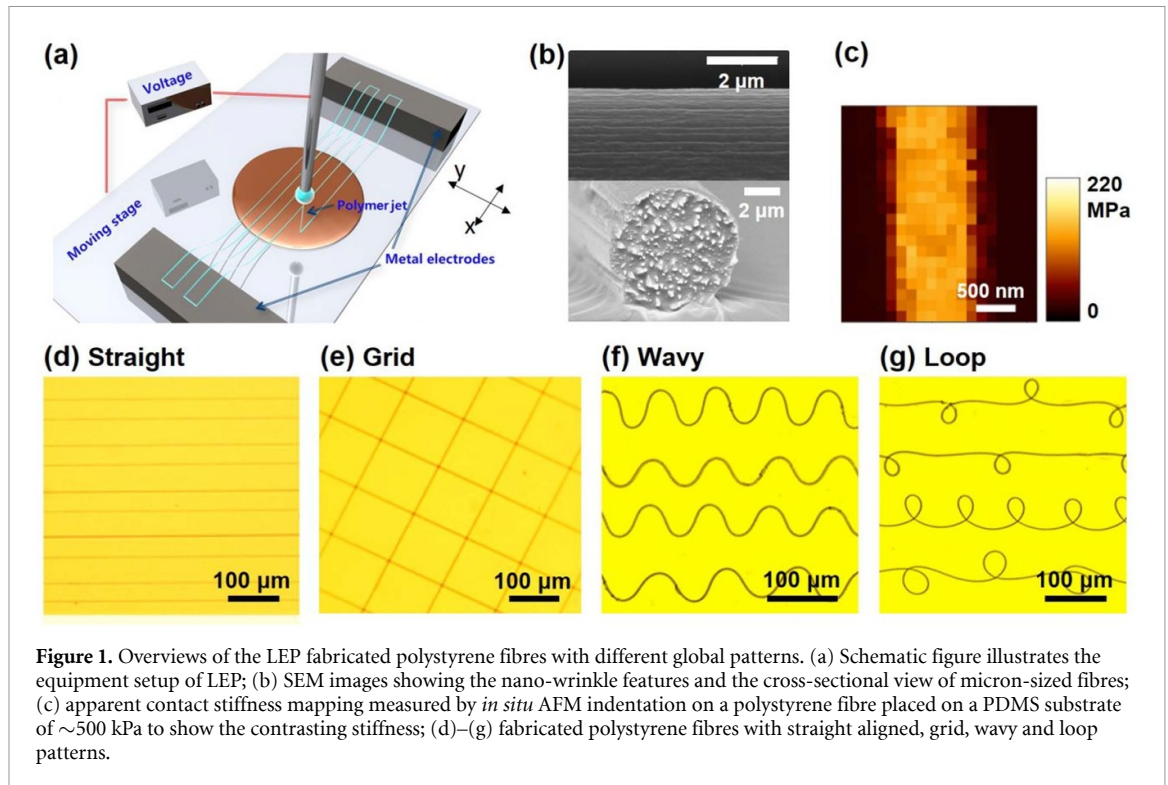 (a)
Voltage
Moving stage
Polymer jet
y
x
Metal electrodes
(b)
2 μm
2 μm
(c)
220
MPa
0
500 nm
(d) Straight
100 μm
(e) Grid
100 μm
(f) Wavy
100 μm
(g) Loop
100 μm
Figure 1. Overviews of the LEP fabricated polystyrene fibres with different global patterns. (a) Schematic figure illustrates the
equipment setup of LEP; (b) SEM images showing the nano-wrinkle features and the cross-sectional view of micron-sized fibres;
(c) apparent contact stiffness mapping measured by in situ AFM indentation on a polystyrene fibre placed on a PDMS substrate
of ∼500 kPa to show the contrasting stiffness; (d)–(g) fabricated polystyrene fibres with straight aligned, grid, wavy and loop
patterns.